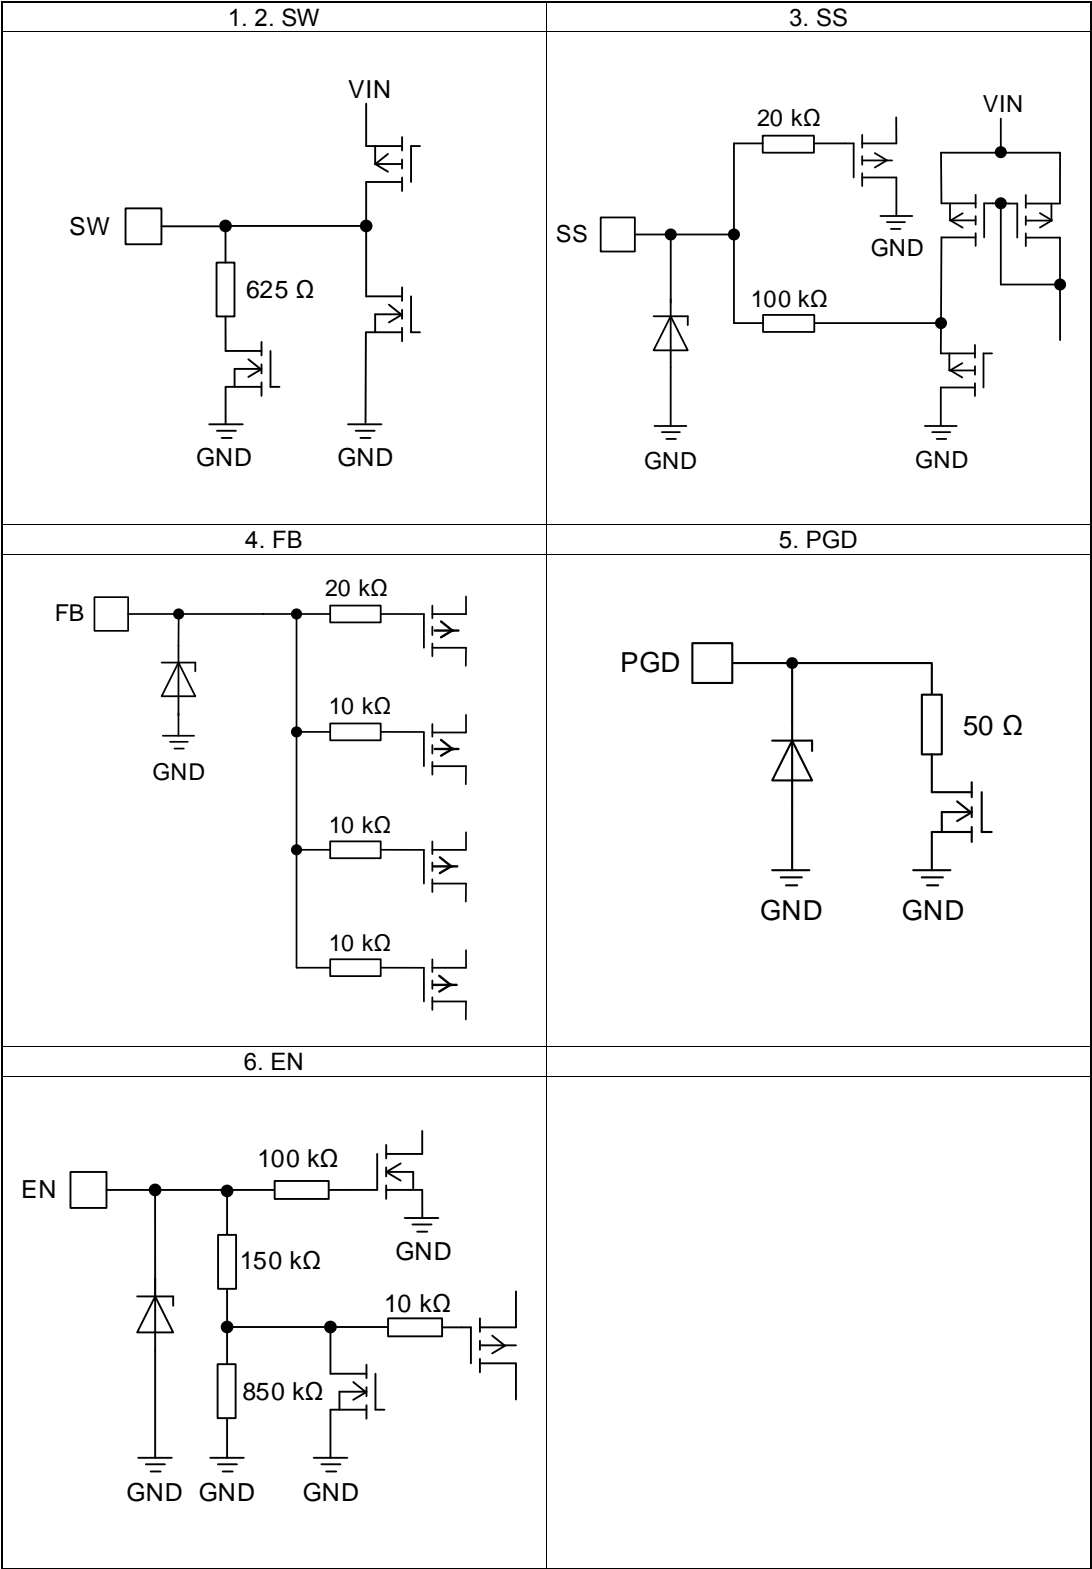 1. 2. SW
VIN
SW
625 Ω
GND
GND
3. SS
20 kΩ
VIN
SS
GND
100 kΩ
GND
GND
4. FB
20 kΩ
FB
10 kΩ
GND
10 kΩ
10 kΩ
5. PGD
PGD
50 Ω
GND
GND
6. EN
100 kΩ
EN
GND
150 kΩ
10 kΩ
850 kΩ
GND
GND
GND